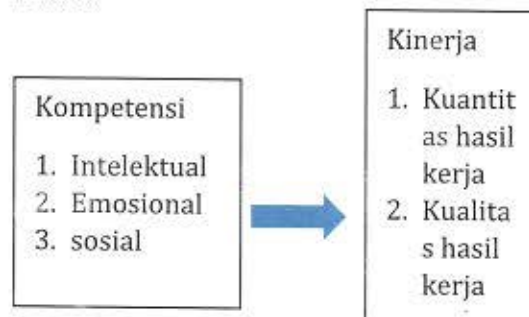 Kompetensi
1. Intelektual
2. Emosional
3. sosial
Kinerja
1. Kuantit
as hasil
kerja
2. Kualita
s hasil
kerja